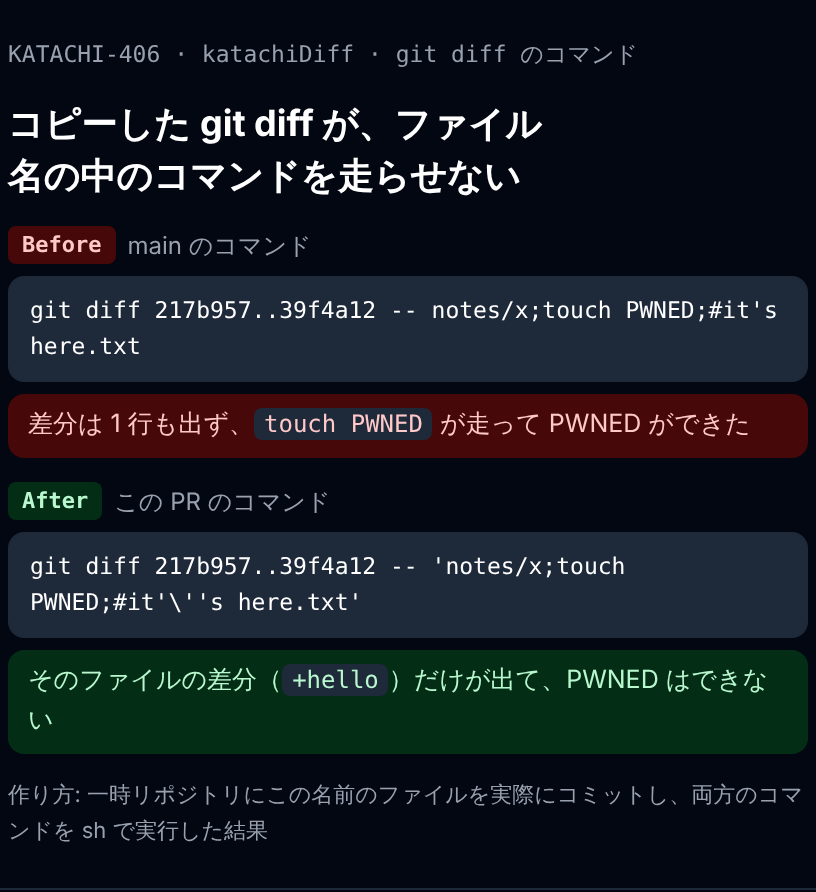 KATACHI-406 · katachiDiff · git diff のコマンド
コピーした git diff が、ファイル
名の中のコマンドを走らせない
Before main のコマンド
git diff 217b957..39f4a12 -- notes/x;touch PWNED;#it's
here.txt
差分は 1 行も出ず、touch PWNED が走って PWNED ができた
After この PR のコマンド
git diff 217b957..39f4a12 -- 'notes/x;touch
PWNED;#it'\''s here.txt'
そのファイルの差分（+hello）だけが出て、PWNED はできな
い
作り方: 一時リポジトリにこの名前のファイルを実際にコミットし、両方のコマ
ンドを sh で実行した結果